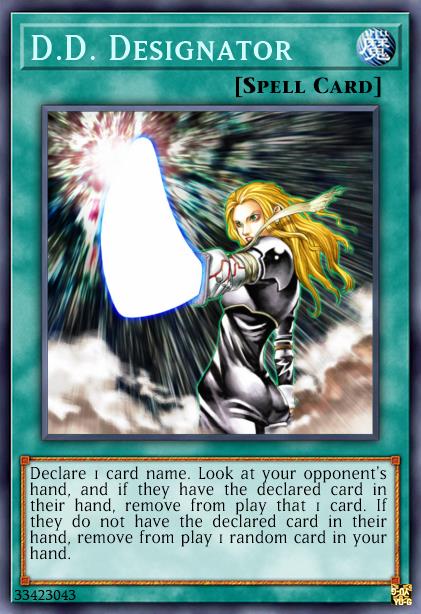 D.D. Designator
魔
[Spell Card]
Declare 1 card name. Look at your opponent's
hand, and if they have the declared card in
their hand, remove from play that 1 card. If
they do not have the declared card in their
hand, remove from play 1 random card in your
hand.
33423043